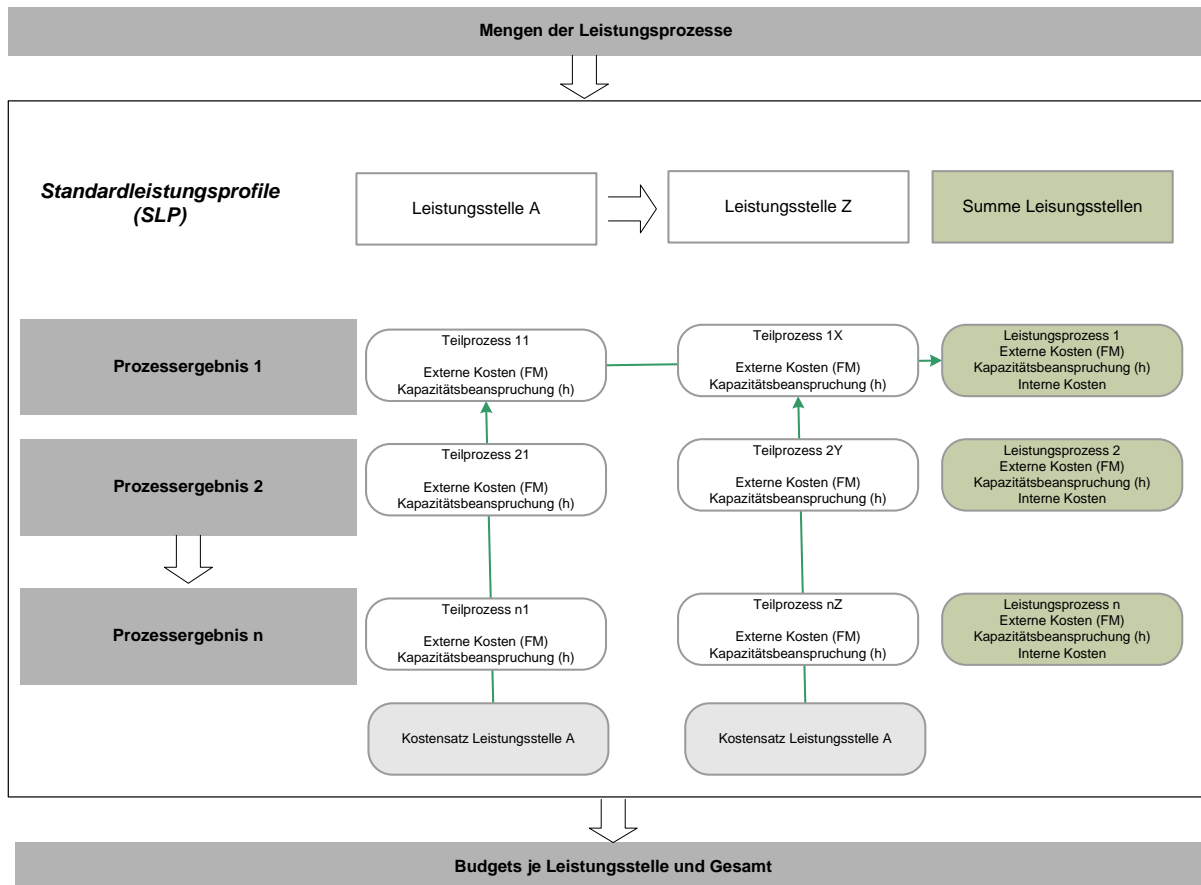 Mengen der Leistungsprozesse
Standardleistungsprofile
(SLP)
Leistungsstelle A
Leistungsstelle Z
Summe Leisungsstellen
Prozessergebnis 1
Teilprozess 11
Externe Kosten (FM)
Kapazitätsbeanspruchung (h)
Teilprozess 1X
Externe Kosten (FM)
Kapazitätsbeanspruchung (h)
Leistungsprozess 1
Externe Kosten (FM)
Kapazitätsbeanspruchung (h)
Interne Kosten
Prozessergebnis 2
Teilprozess 21
Externe Kosten (FM)
Kapazitätsbeanspruchung (h)
Teilprozess 2Y
Externe Kosten (FM)
Kapazitätsbeanspruchung (h)
Leistungsprozess 2
Externe Kosten (FM)
Kapazitätsbeanspruchung (h)
Interne Kosten
Prozessergebnis n
Teilprozess n1
Externe Kosten (FM)
Kapazitätsbeanspruchung (h)
Teilprozess nZ
Externe Kosten (FM)
Kapazitätsbeanspruchung (h)
Leistungsprozess n
Externe Kosten (FM)
Kapazitätsbeanspruchung (h)
Interne Kosten
Kostensatz Leistungsstelle A
Kostensatz Leistungsstelle A
Budgets je Leistungsstelle und Gesamt